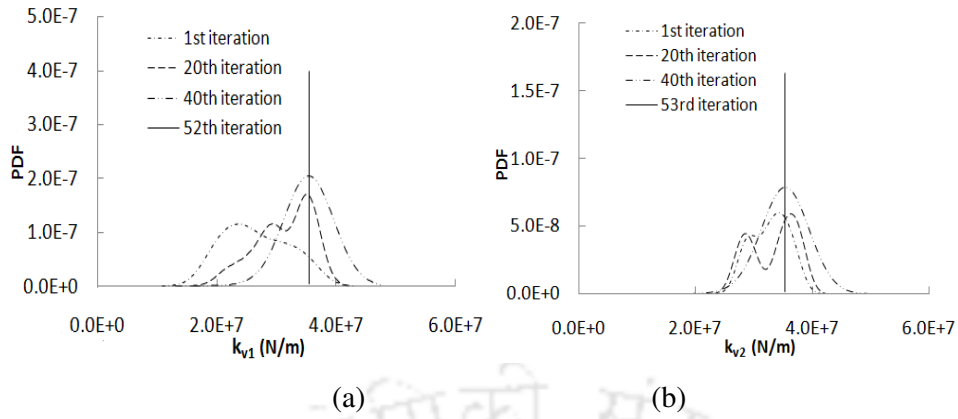 5.0E-7
4.0E-7
3.0E-7
2.0E-7
1.0E-7
0.0E+0
PDF
1st iteration
20th iteration
40th iteration
52th iteration
0.0E+0 2.0E+7 4.0E+7 6.0E+7
kv1 (N/m)
(a)
2.0E-7
1.5E-7
1.0E-7
5.0E-8
0.0E+0
PDF
1st iteration
20th iteration
40th iteration
53rd iteration
0.0E+0 2.0E+7 4.0E+7 6.0E+7
kv2 (N/m)
(b)